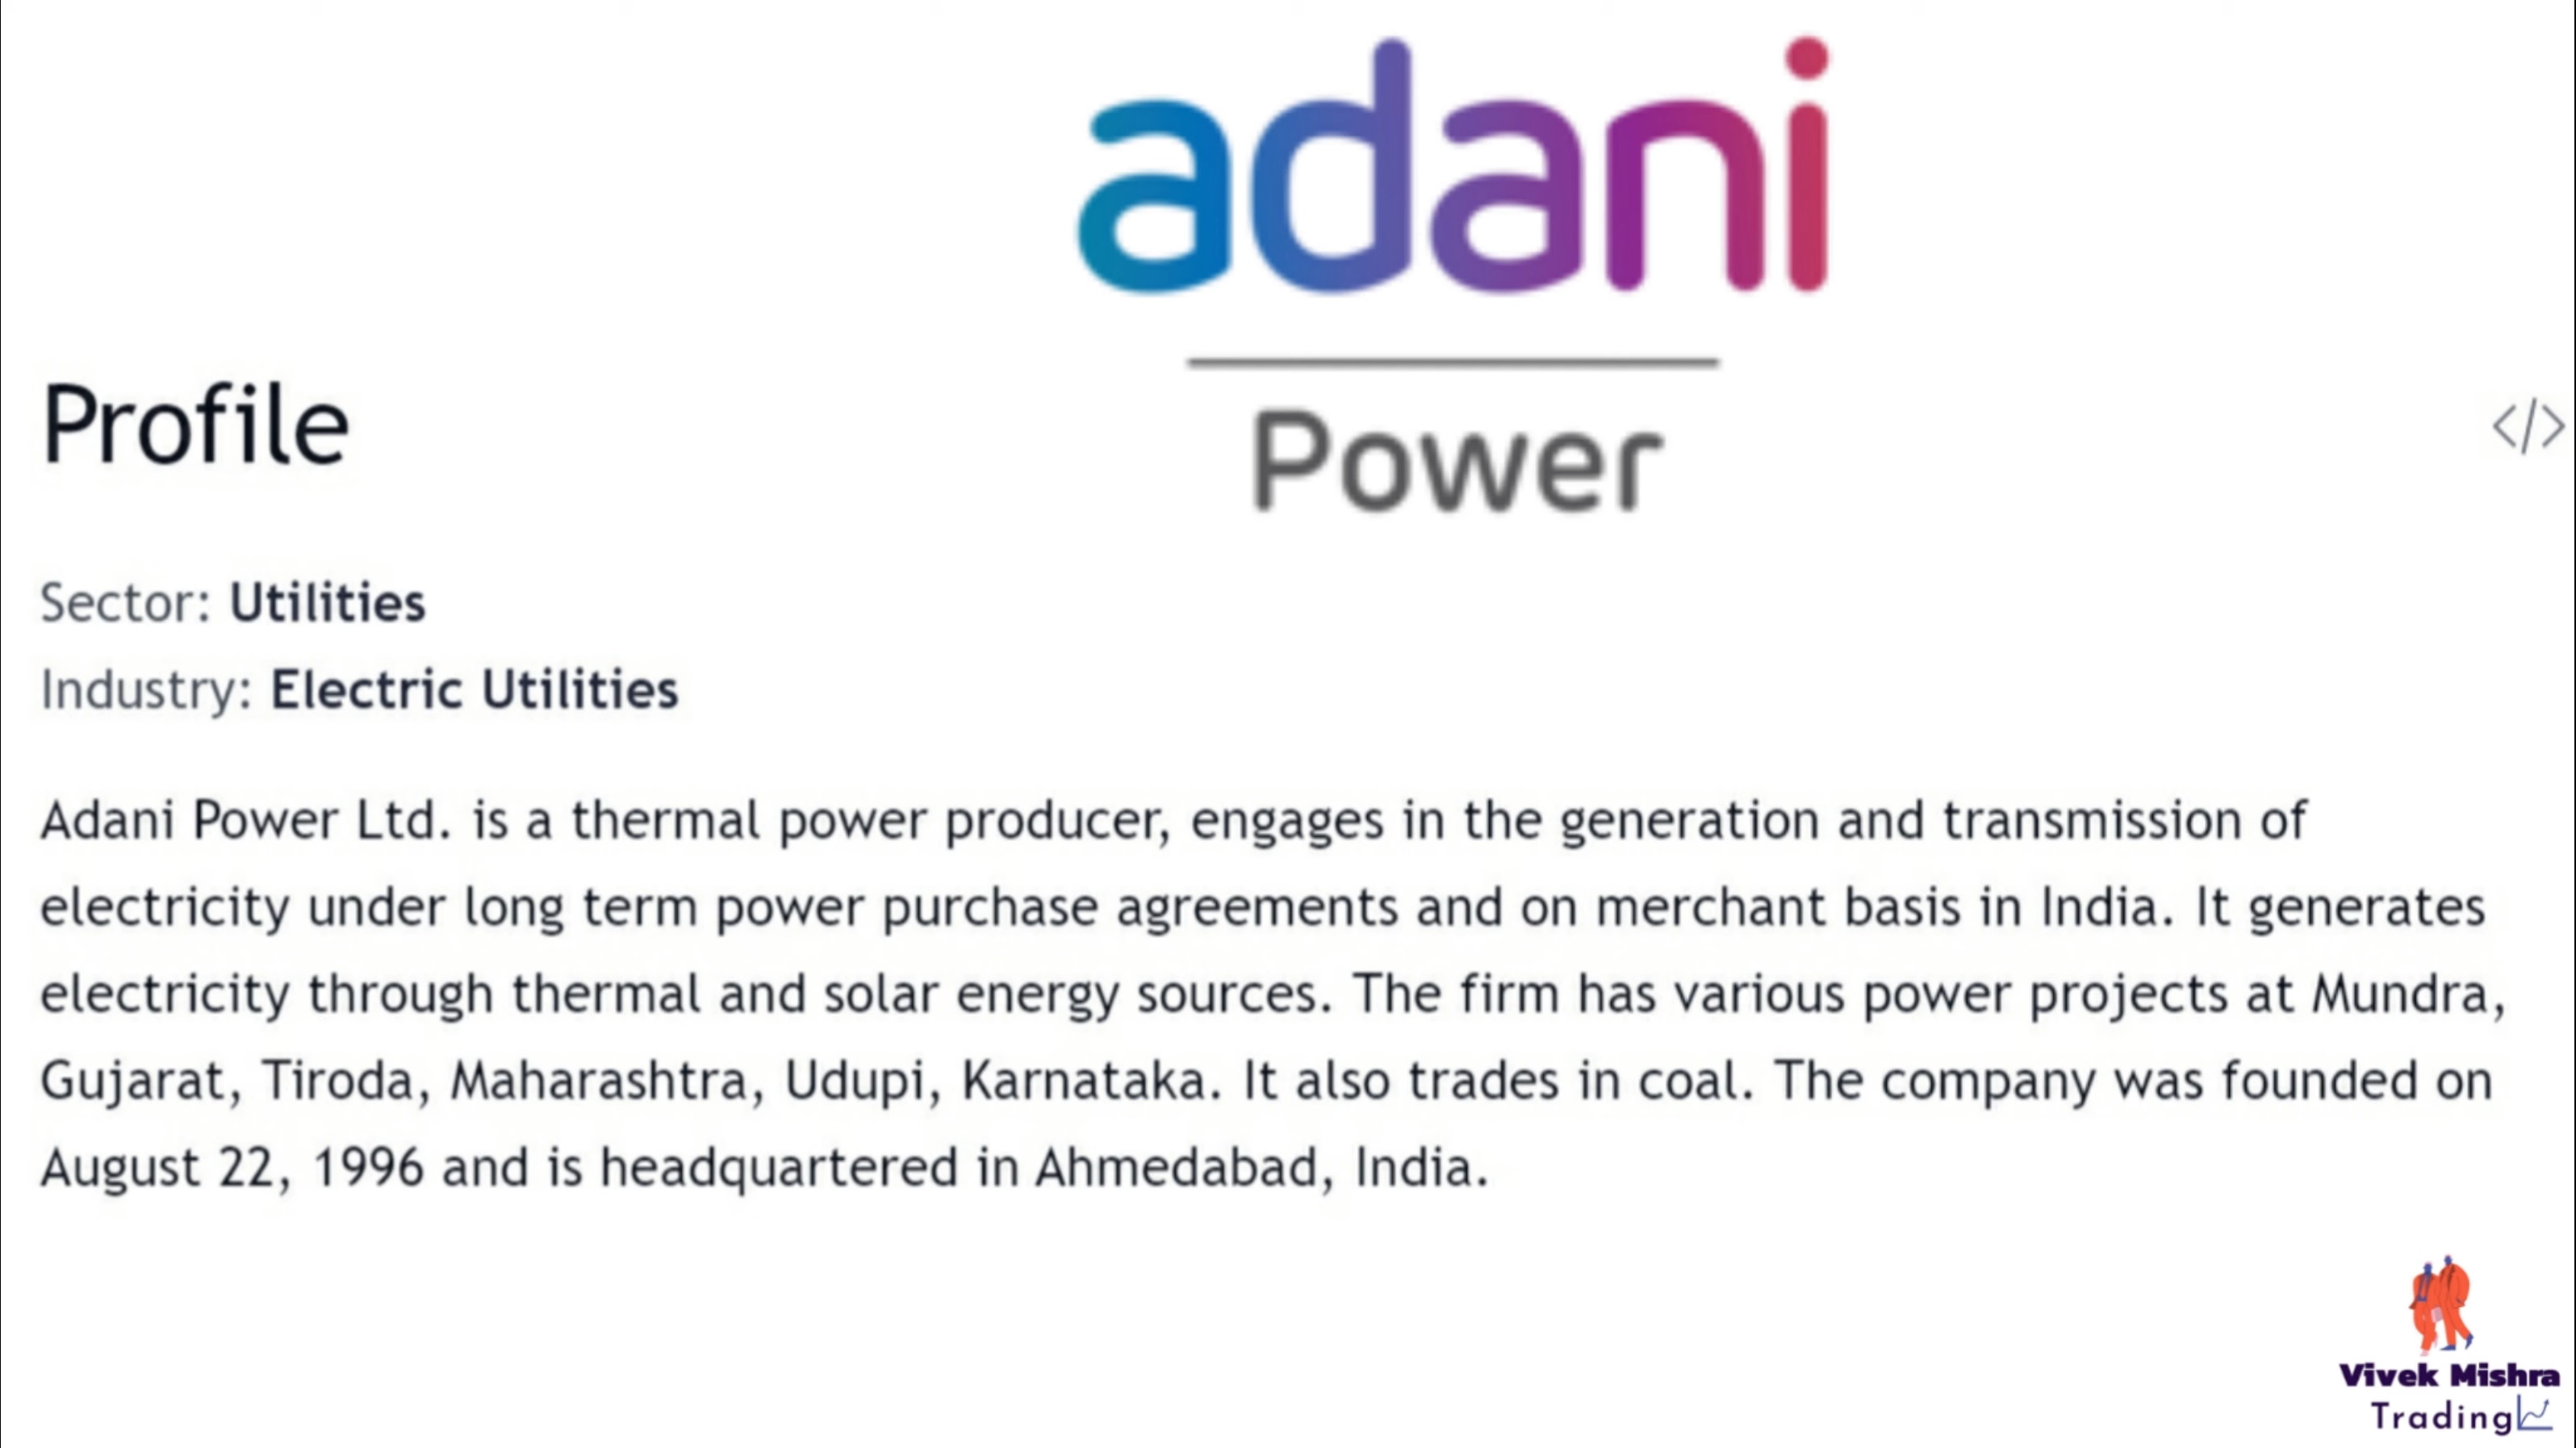 adani
Power
Profile
</>
Sector: Utilities
Industry: Electric Utilities
Adani Power Ltd. is a thermal power producer, engages in the generation and transmission of
electricity under long term power purchase agreements and on merchant basis in India. It generates
electricity through thermal and solar energy sources. The firm has various power projects at Mundra,
Gujarat, Tiroda, Maharashtra, Udupi, Karnataka. It also trades in coal. The company was founded on
August 22, 1996 and is headquartered in Ahmedabad, India.
Vivek Mishra
Trading